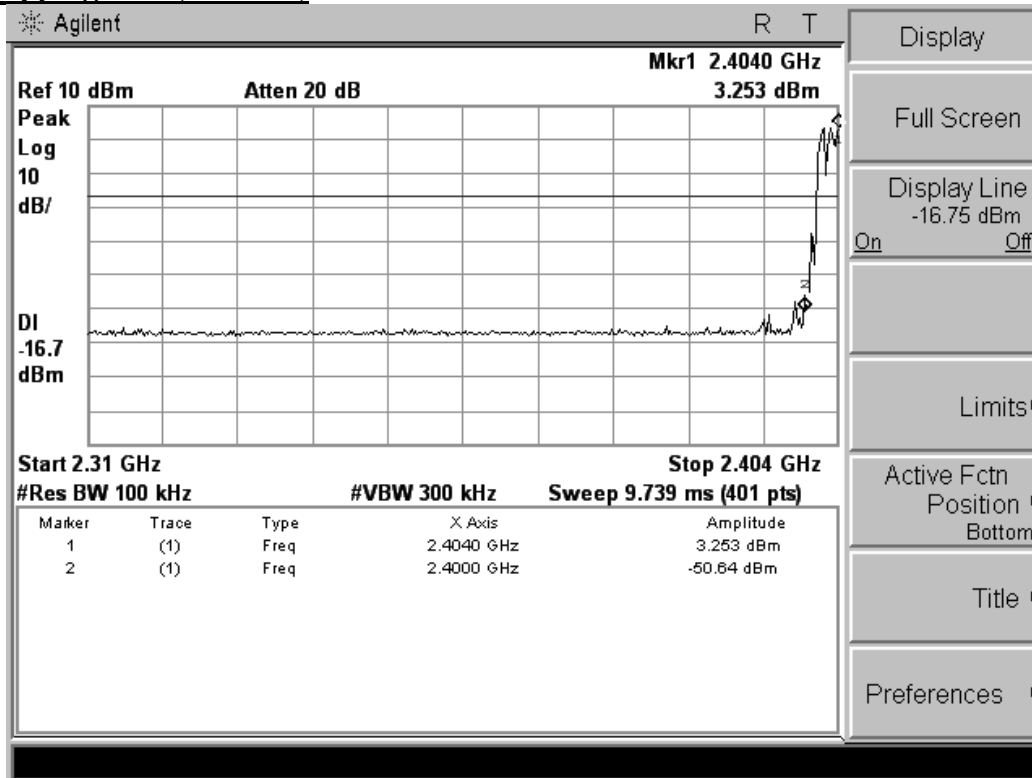 Agilent R T
Mkr1 2.4040 GHz
Ref 10 dBm Atten 20 dB 3.253 dBm
Peak
Log
10
dB/
2
DI
-16.7
dBm
Start 2.31 GHz Stop 2.404 GHz
#Res BW 100 kHz #VBW 300 kHz Sweep 9.739 ms (401 pts)
Marker Trace Type X Axis Amplitude
1 (1) Freq 2.4040 GHz 3.253 dBm
2 (1) Freq 2.4000 GHz -50.64 dBm
Display
Full Screen
Display Line
-16.75 dBm
On Off
Limits
Active Fctn
Position
Bottom
Title
Preferences